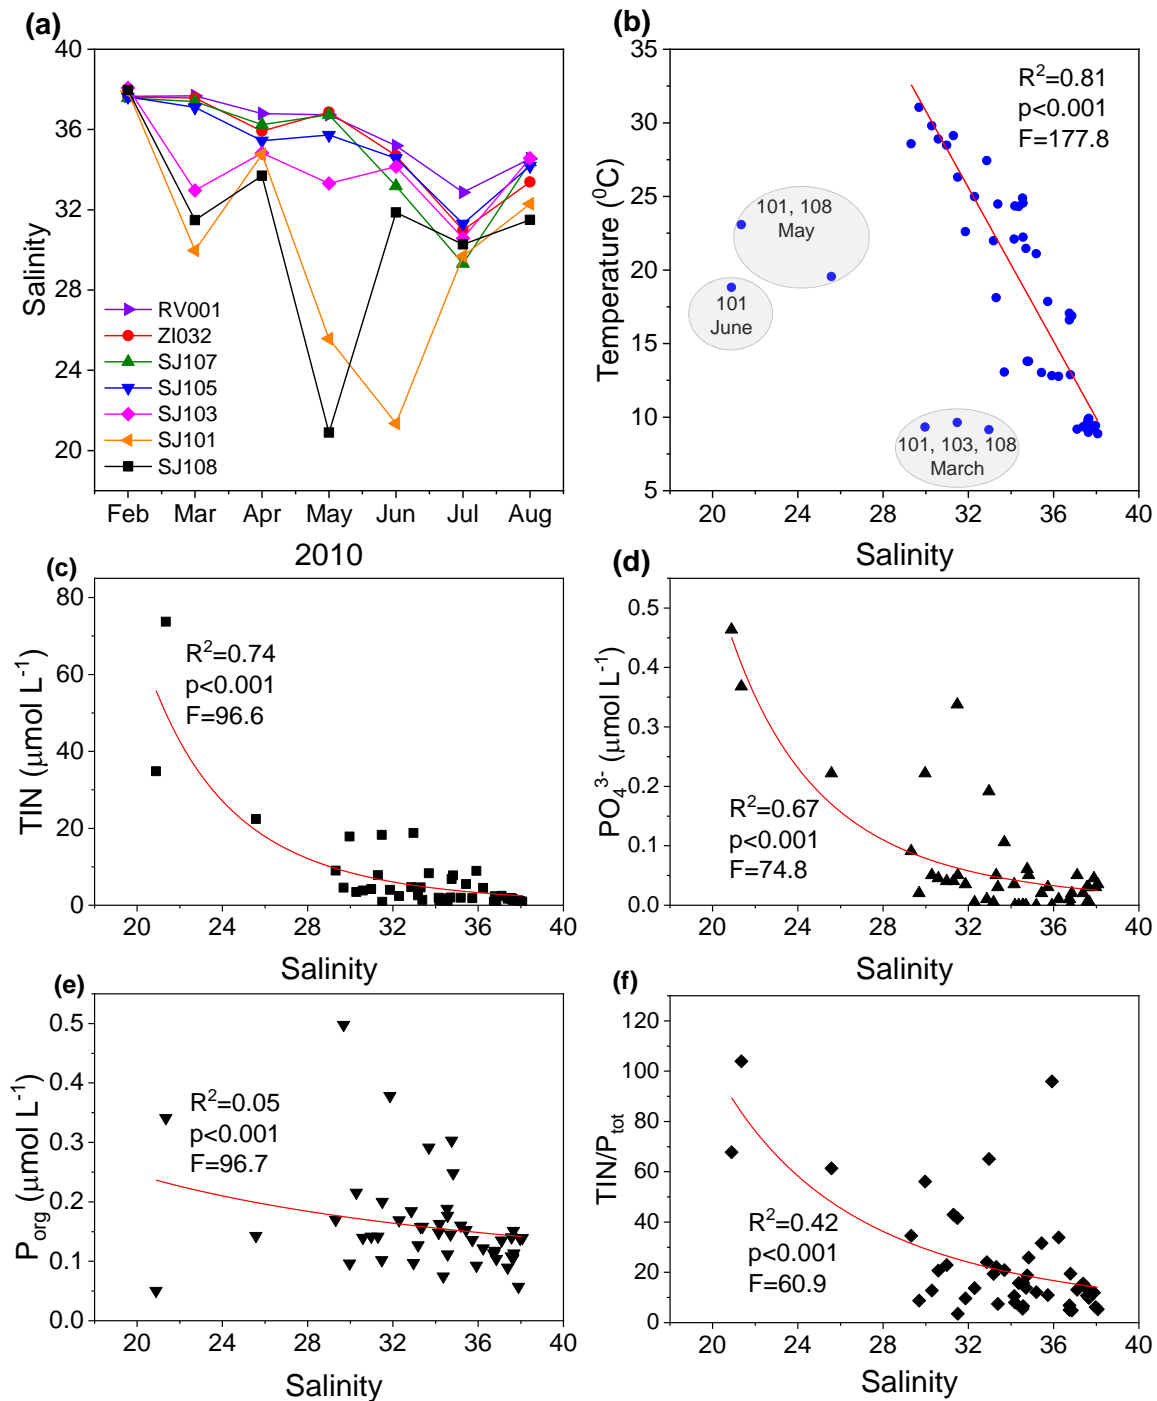 (a)
40
36
32
28
24
20
Salinity
RV001
ZI032
SJ107
SJ105
SJ103
SJ101
SJ108
Feb Mar Apr May Jun Jul Aug
2010
(b)
35
30
25
20
15
10
5
Temperature (⁰C)
R²=0.81
p<0.001
F=177.8
101, 108
May
101
June
101, 103, 108
March
20 24 28 32 36 40
Salinity
(c)
80
60
40
20
0
TIN (μmol L⁻¹)
R²=0.74
p<0.001
F=96.6
20 24 28 32 36 40
Salinity
(d)
0.5
0.4
0.3
0.2
0.1
0.0
PO₄³⁻ (μmol L⁻¹)
R²=0.67
p<0.001
F=74.8
20 24 28 32 36 40
Salinity
(e)
0.5
0.4
0.3
0.2
0.1
0.0
Pₒᵣg (μmol L⁻¹)
R²=0.05
p<0.001
F=96.7
20 24 28 32 36 40
Salinity
(f)
120
100
80
60
40
20
0
TIN/Pₜₒₜ
R²=0.42
p<0.001
F=60.9
20 24 28 32 36 40
Salinity